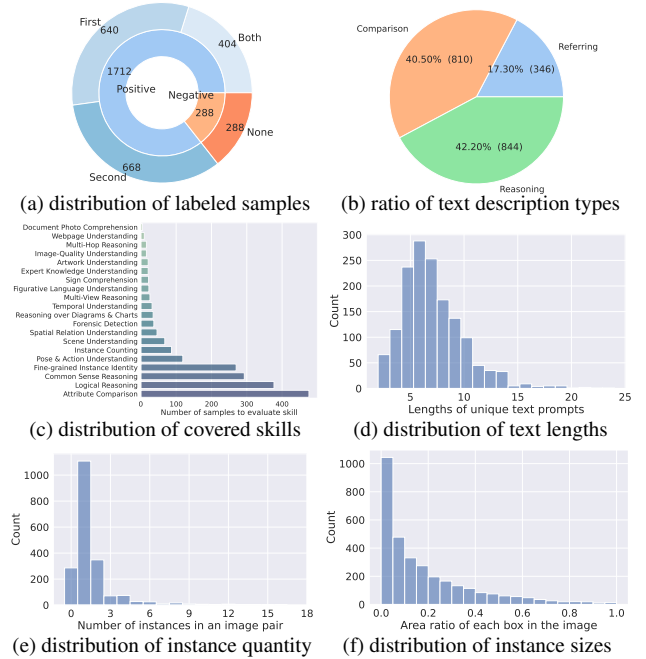 First
640
404 Both
1712
Positive
Negative
288
288 None
668
Second
(a) distribution of labeled samples
Comparison
Referring
40.50% (810)
17.30% (346)
42.20% (844)
Reasoning
(b) ratio of text description types
Document Photo Comprehension
Webpage Understanding
Multi-Hop Reasoning
Image-Quality Understanding
Artwork Understanding
Expert Knowledge Understanding
Sign Comprehension
Figurative Language Understanding
Multi-View Reasoning
Temporal Understanding
Reasoning over Diagrams & Charts
Forensic Detection
Spatial Relation Understanding
Scene Understanding
Instance Counting
Pose & Action Understanding
Fine-grained Instance Identity
Common Sense Reasoning
Logical Reasoning
Attribute Comparison
0 100 200 300 400
Number of samples to evaluate skill
(c) distribution of covered skills
300
250
200
150
100
50
0
Count
5 10 15 20 25
Lengths of unique text prompts
(d) distribution of text lengths
1000
800
600
400
200
0
Count
0 3 6 9 12 15 18
Number of instances in an image pair
(e) distribution of instance quantity
1000
800
600
400
200
0
Count
0.0 0.2 0.4 0.6 0.8 1.0
Area ratio of each box in the image
(f) distribution of instance sizes